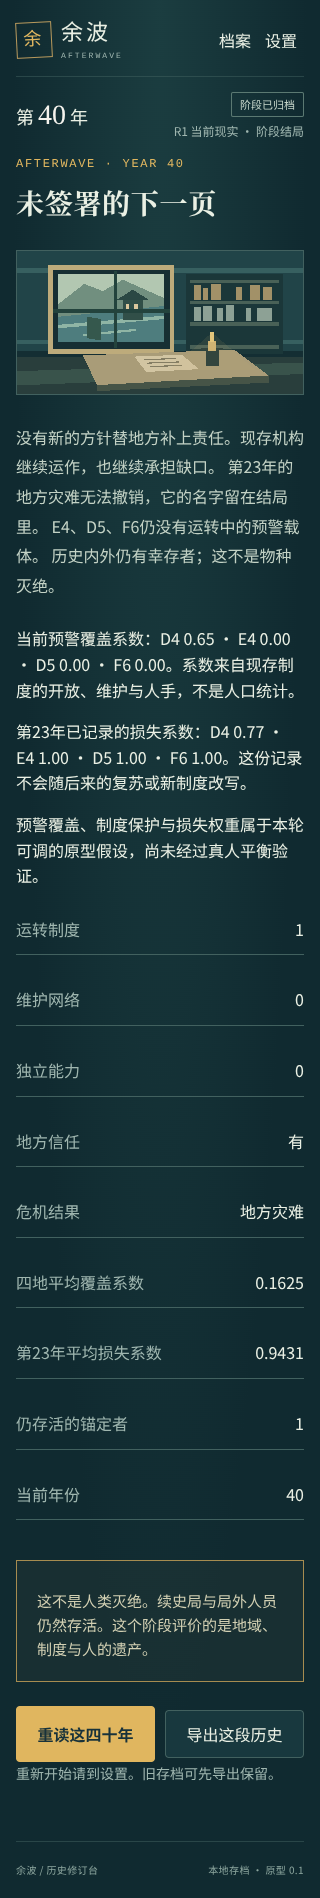 余
余波
AFTERWAVE
档案 设置
第 40 年
阶段已归档
R1 当前现实 · 阶段结局
AFTERWAVE · YEAR 40
未签署的下一页
没有新的方针替地方补上责任。现存机构
继续运作，也继续承担缺口。 第23年的
地方灾难无法撤销，它的名字留在结局
里。 E4、D5、F6仍没有运转中的预警载
体。 历史内外仍有幸存者；这不是物种
灭绝。
当前预警覆盖系数：D4 0.65 · E4 0.00
· D5 0.00 · F6 0.00。系数来自现存制
度的开放、维护与人手，不是人口统计。
第23年已记录的损失系数：D4 0.77 ·
E4 1.00 · D5 1.00 · F6 1.00。这份记录
不会随后来的复苏或新制度改写。
预警覆盖、制度保护与损失权重属于本轮
可调的原型假设，尚未经过真人平衡验
证。
运转制度 1
维护网络 0
独立能力 0
地方信任 有
危机结果 地方灾难
四地平均覆盖系数 0.1625
第23年平均损失系数 0.9431
仍存活的锚定者 1
当前年份 40
这不是人类灭绝。续史局与局外人员
仍然存活。这个阶段评价的是地域、
制度与人的遗产。
重读这四十年 导出这段历史
重新开始请到设置。旧存档可先导出保留。
余波 / 历史修订台 本地存档 · 原型 0.1